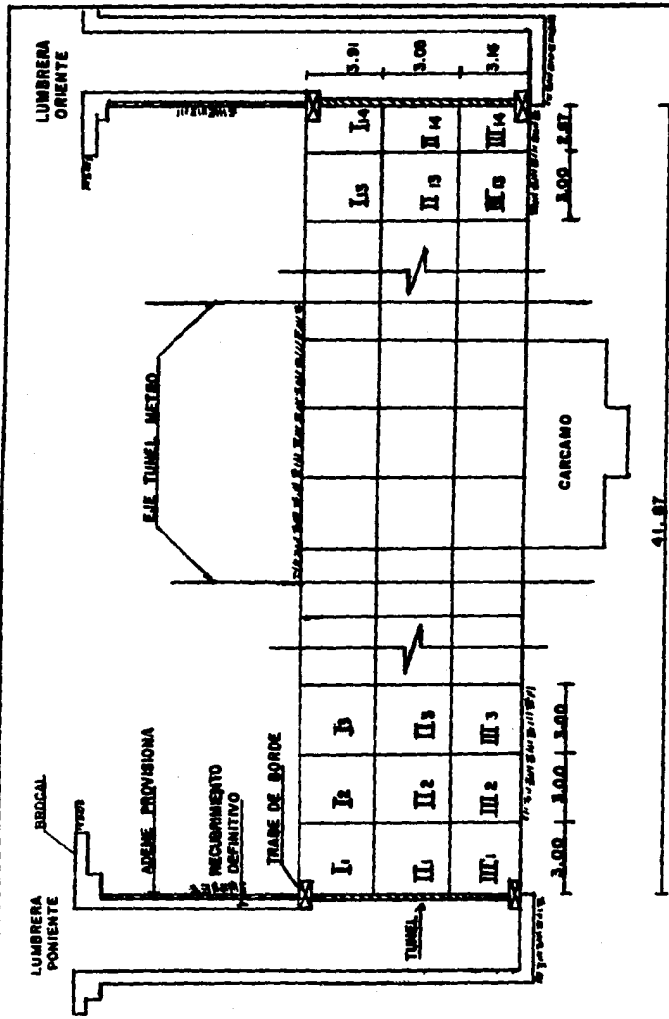 LUMBRERA
PONIENTE
BROCAL
ADEME PROVISIONA
RECUBRIMIENTO
DEFINITIVO
TRABE DE BORDE
TUNEL
EJE TUNEL METRO
LUMBRERA
ORIENTE
I1 I2 I3 I13 I14
II1 II2 II3 II13 II14
III1 III2 III3 III13 III14
3.91
3.08
3.16
CARCAMO
3.00 3.00 3.00 3.00 2.87
41.87